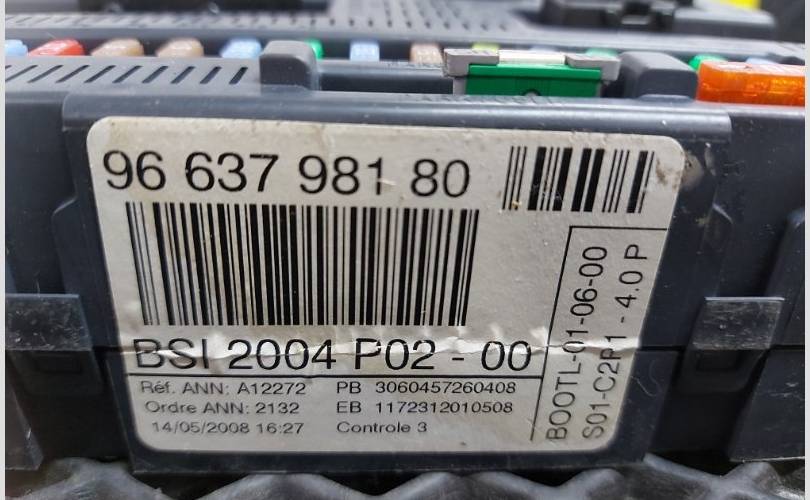 96 637 981 80
BSI 2004 P02 - 00
Réf. ANN: A12272 PB 3060457260408
Ordre ANN: 2132 EB 1172312010508
14/05/2008 16:27 Controle 3
BOOTL-01-06-00
S01-C2P1 - 4.0 P